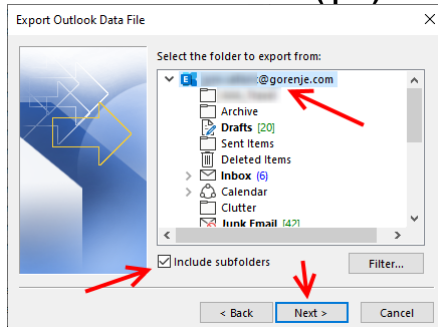 Export Outlook Data File
Select the folder to export from:
@gorenje.com
Archive
Drafts [20]
Sent Items
Deleted Items
Inbox (6)
Calendar
Clutter
Junk Email [42]
Include subfolders
Filter...
< Back
Next >
Cancel